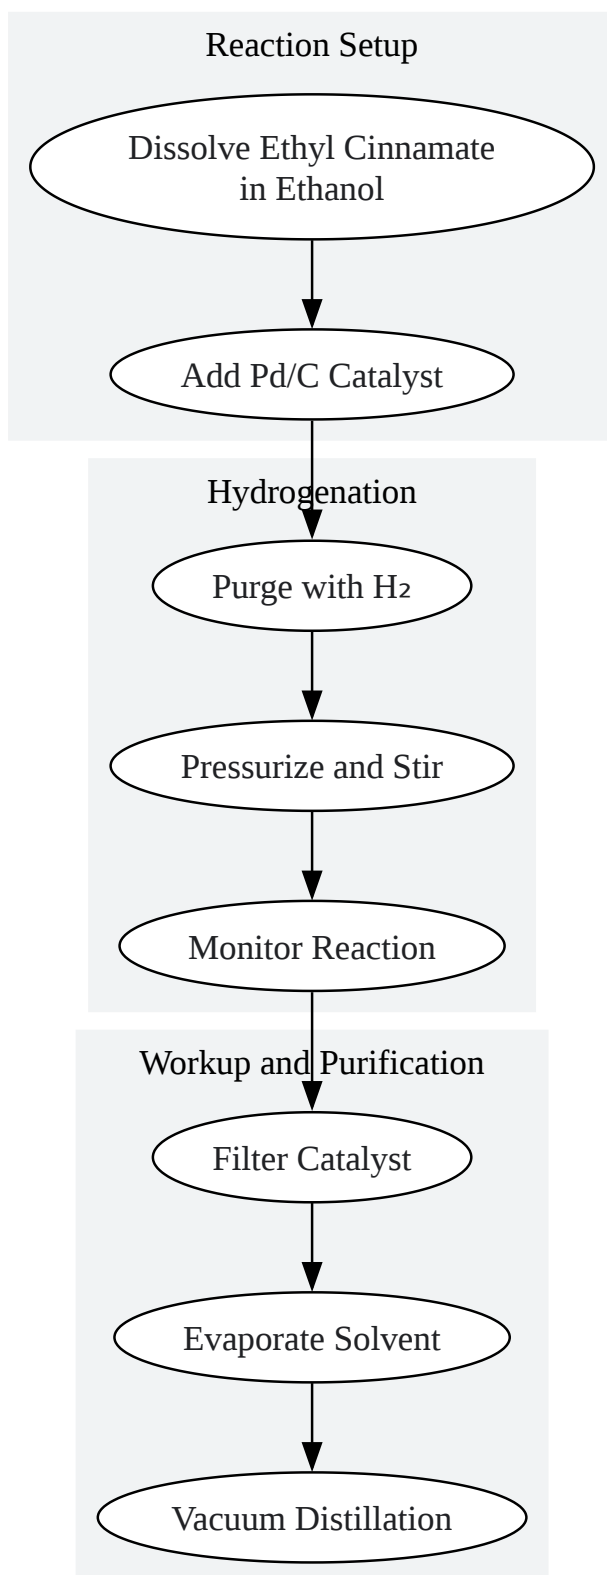 Reaction Setup
Dissolve Ethyl Cinnamate
in Ethanol
Add Pd/C Catalyst
Hydrogenation
Purge with H₂
Pressurize and Stir
Monitor Reaction
Workup and Purification
Filter Catalyst
Evaporate Solvent
Vacuum Distillation